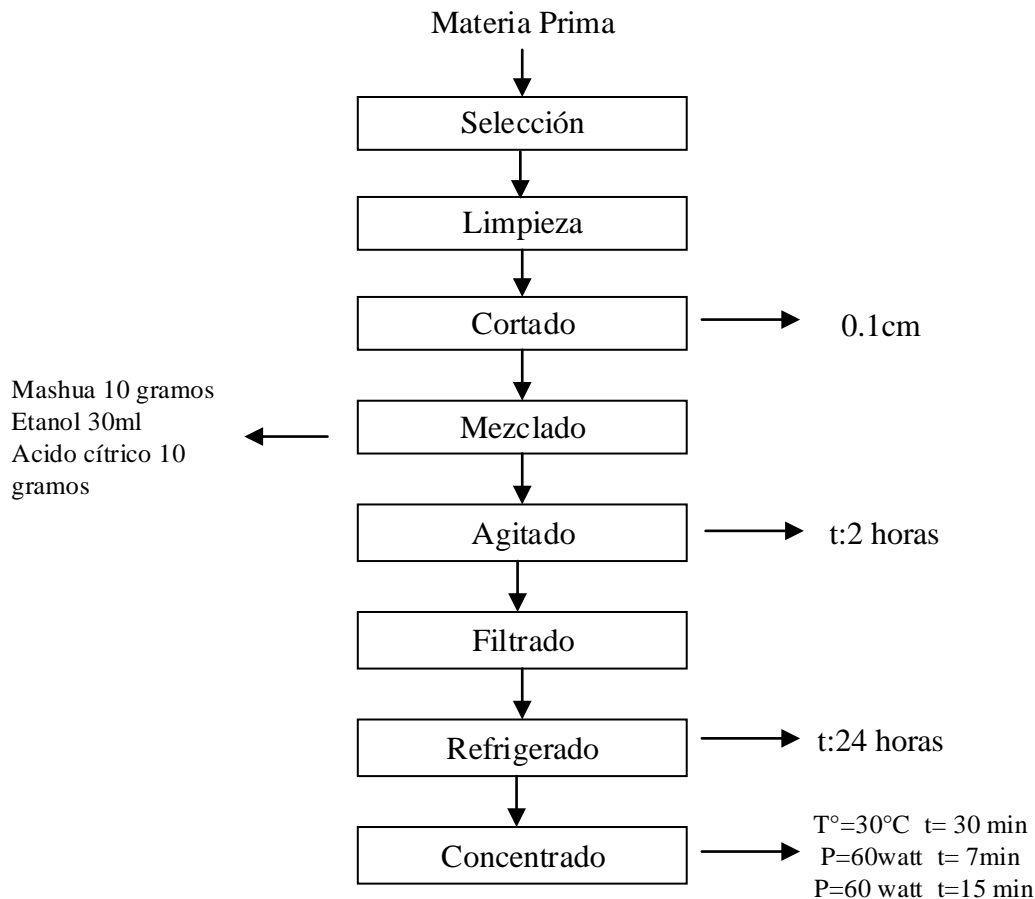 Materia Prima
Selección
Limpieza
Cortado
0.1cm
Mashua 10 gramos
Etanol 30ml
Acido cítrico 10
gramos
Mezclado
Agitado
t:2 horas
Filtrado
Refrigerado
t:24 horas
Concentrado
T°=30°C t= 30 min
P=60watt t= 7min
P=60 watt t=15 min